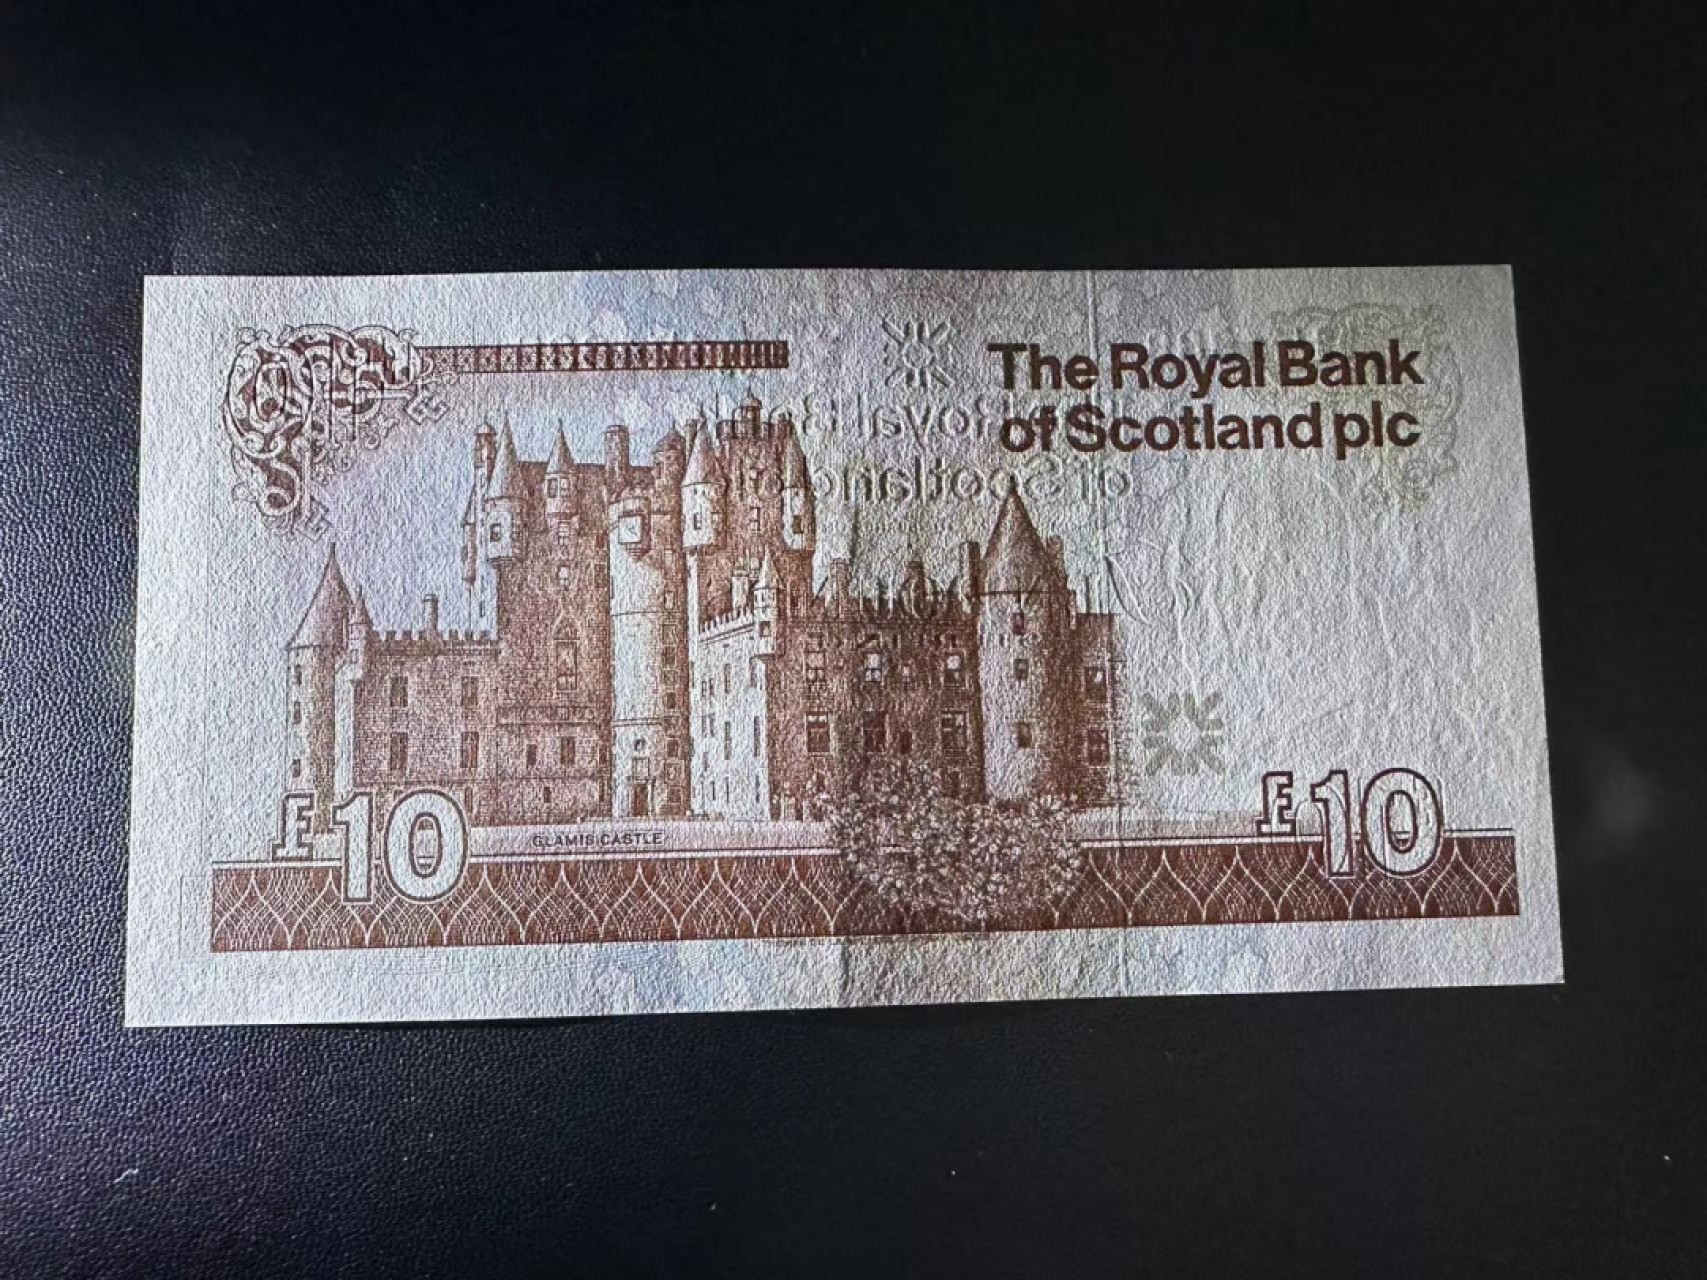 The Royal Bank
of Scotland plc
£10
GLAMIS CASTLE
£10